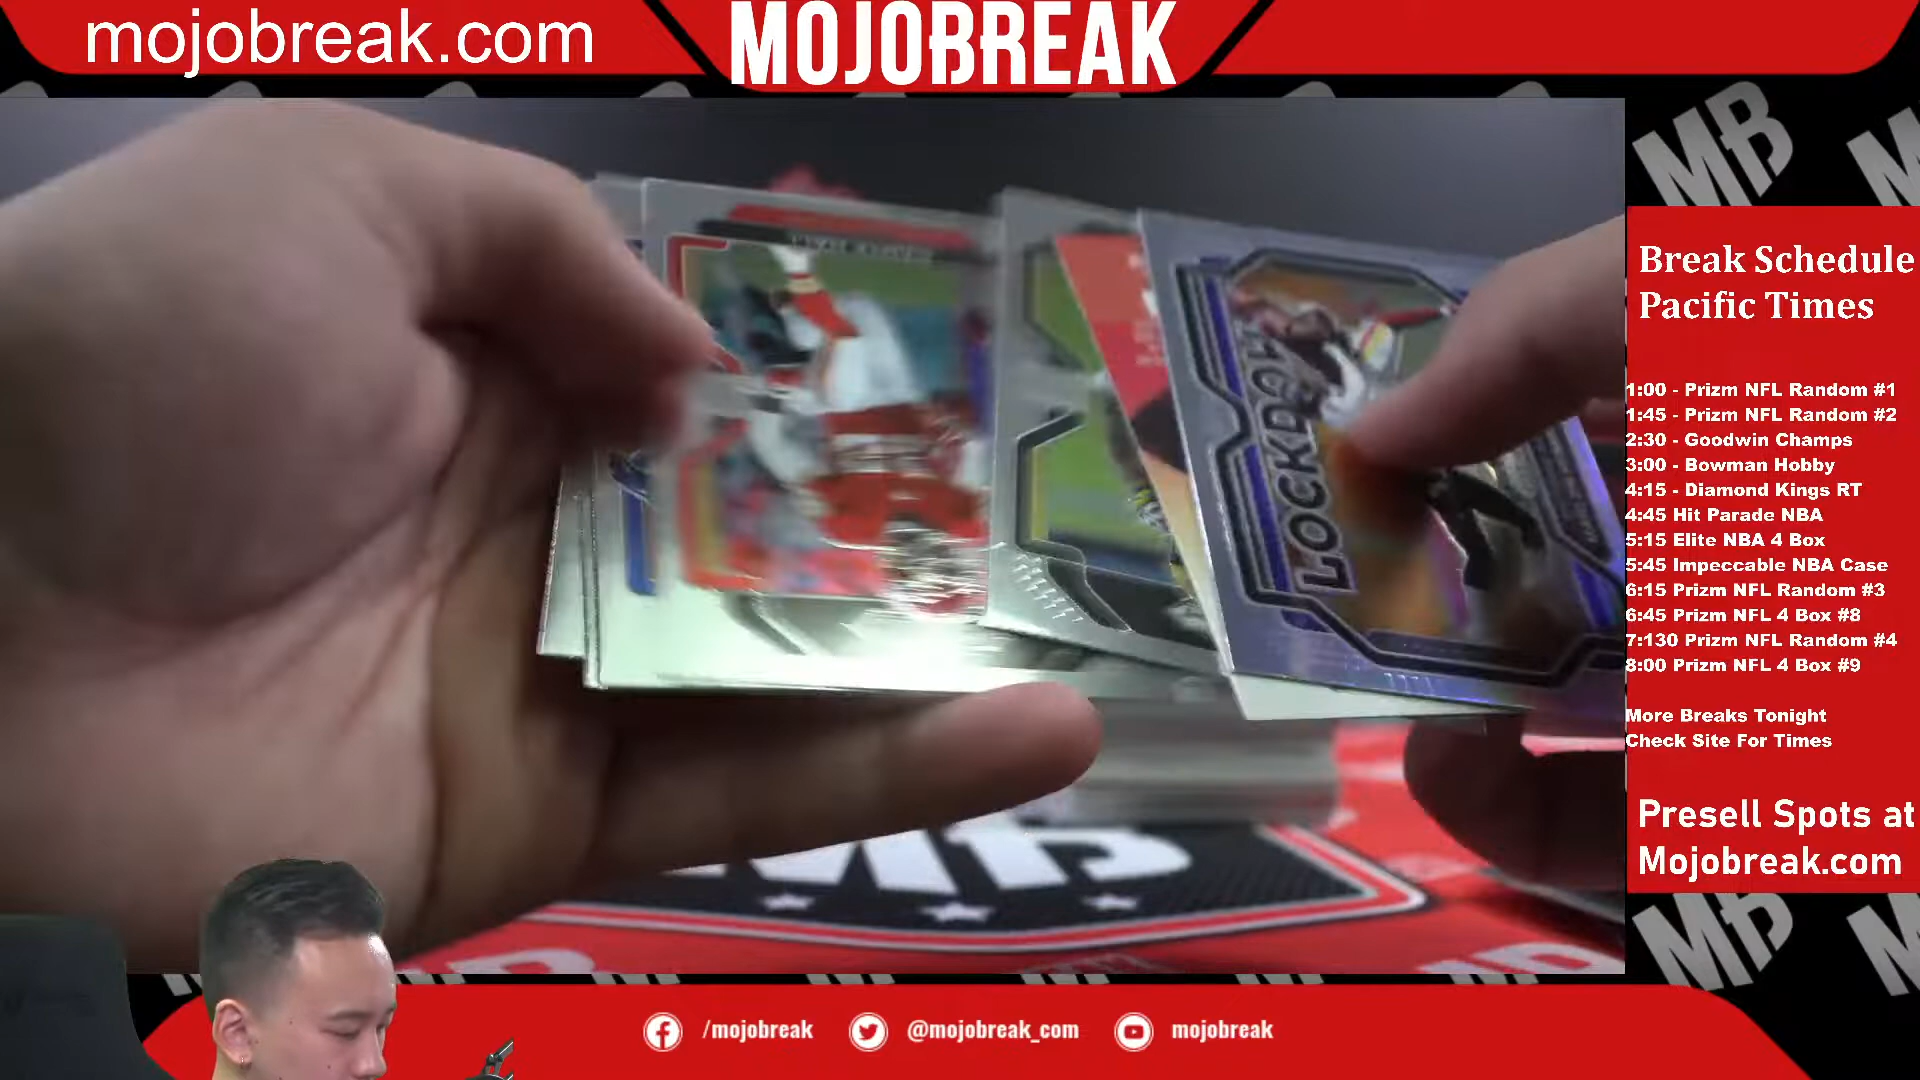 mojobreak.com
MOJOBREAK
MB
Break Schedule
Pacific Times
1:00 - Prizm NFL Random #1
1:45 - Prizm NFL Random #2
2:30 - Goodwin Champs
3:00 - Bowman Hobby
4:15 - Diamond Kings RT
4:45 Hit Parade NBA
5:15 Elite NBA 4 Box
5:45 Impeccable NBA Case
6:15 Prizm NFL Random #3
6:45 Prizm NFL 4 Box #8
7:130 Prizm NFL Random #4
8:00 Prizm NFL 4 Box #9
More Breaks Tonight
Check Site For Times
Presell Spots at
Mojobreak.com
LOCKDOW
MB
MB
/mojobreak
@mojobreak_com
mojobreak